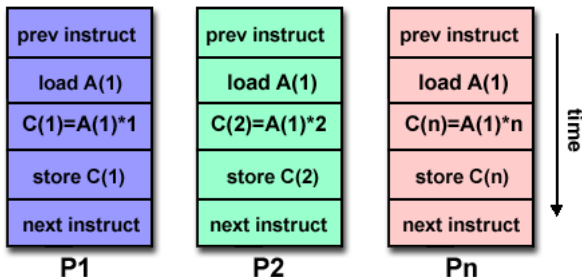 prev instruct
load A(1)
C(1)=A(1)*1
store C(1)
next instruct
P1
prev instruct
load A(1)
C(2)=A(1)*2
store C(2)
next instruct
P2
prev instruct
load A(1)
C(n)=A(1)*n
store C(n)
next instruct
Pn
time